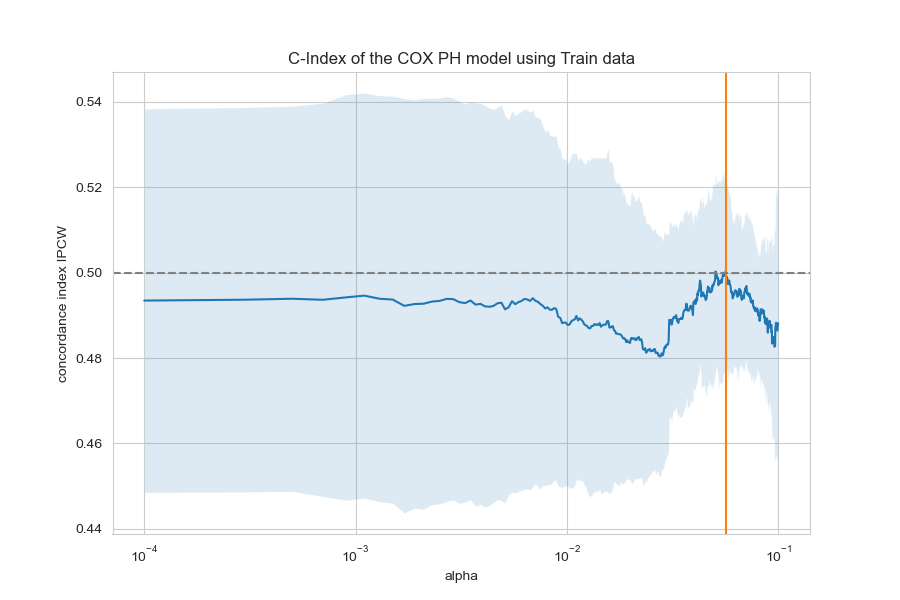 C-Index of the COX PH model using Train data
concordance index IPCW
0.54
0.52
0.50
0.48
0.46
0.44
10⁻⁴ 10⁻³ 10⁻² 10⁻¹
alpha